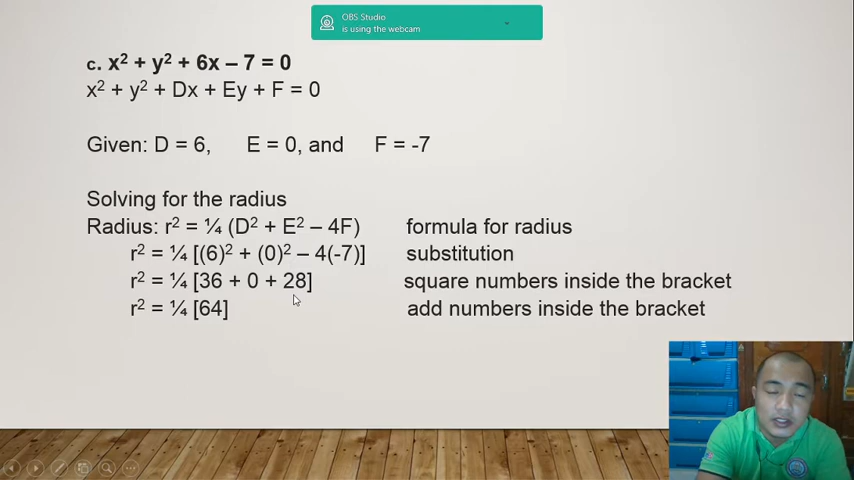 OBS Studio
is using the webcam
c. x² + y² + 6x – 7 = 0
x² + y² + Dx + Ey + F = 0
Given: D = 6, E = 0, and F = -7
Solving for the radius
Radius: r² = ¼ (D² + E² – 4F) formula for radius
r² = ¼ [(6)² + (0)² – 4(-7)] substitution
r² = ¼ [36 + 0 + 28] square numbers inside the bracket
r² = ¼ [64] add numbers inside the bracket